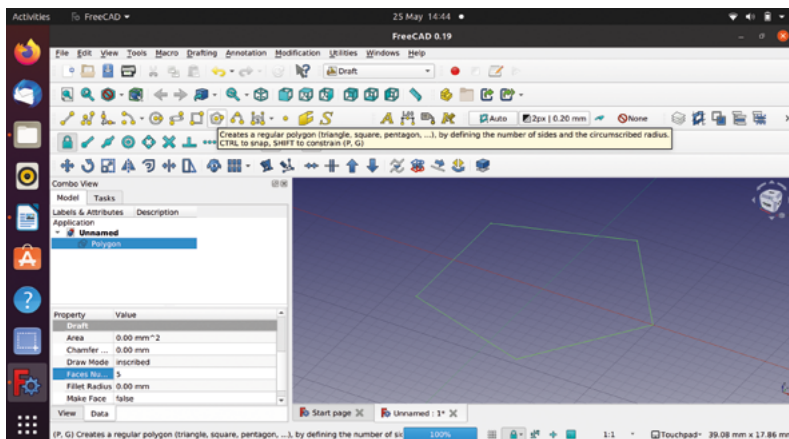 Activities FreeCAD 25 May 14:44
FreeCAD 0.19
File Edit View Tools Macro Drafting Annotation Modification Utilities Windows Help
Draft
Auto 2px | 0.20 mm None
Creates a regular polygon (triangle, square, pentagon, ...), by defining the number of sides and the circumscribed radius.
CTRL to snap, SHIFT to constrain (P, G)
Combo View
Model Tasks
Labels & Attributes Description
Application
Unnamed
Polygon
Property Value
Draft
Area 0.00 mm^2
Chamfer ... 0.00 mm
Draw Mode inscribed
Faces Nu... 5
Fillet Radius 0.00 mm
Make Face false
View Data
Start page Unnamed : 1*
(P, G) Creates a regular polygon (triangle, square, pentagon, ...), by defining the number of si 100% 1:1 Touchpad 39.08 mm x 17.86 mm